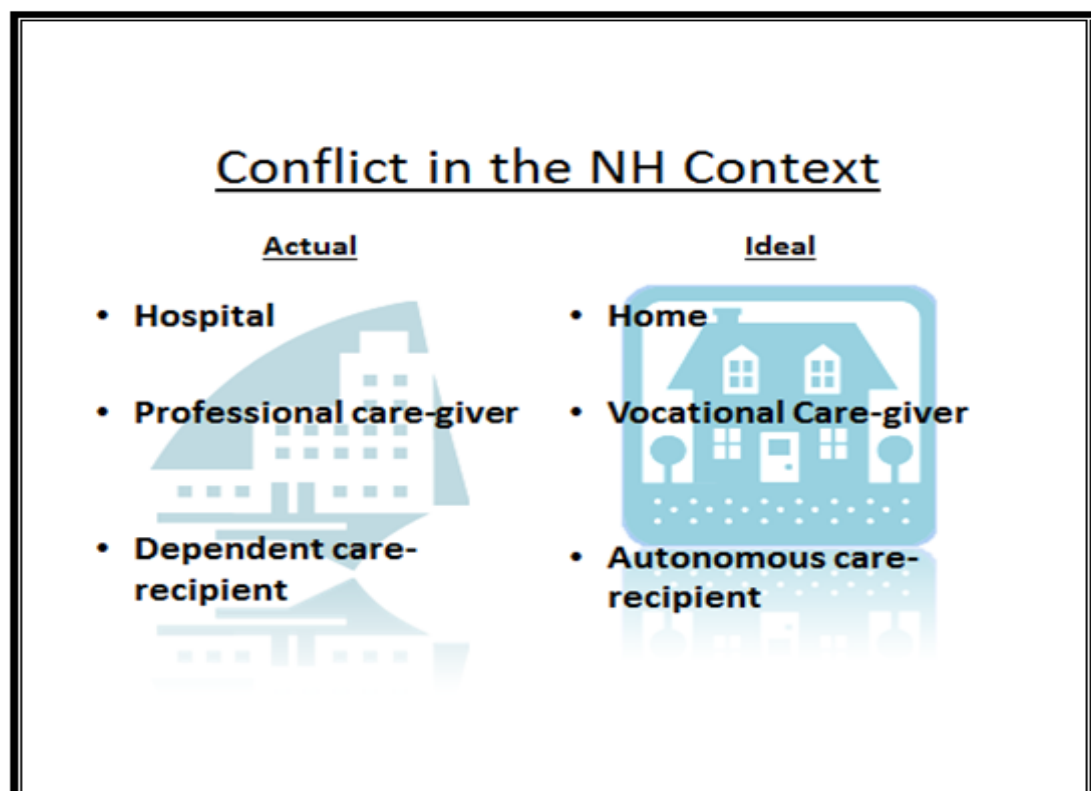 Conflict in the NH Context
Actual
• Hospital
• Professional care-giver
• Dependent care-
recipient
Ideal
• Home
• Vocational Care-giver
• Autonomous care-
recipient